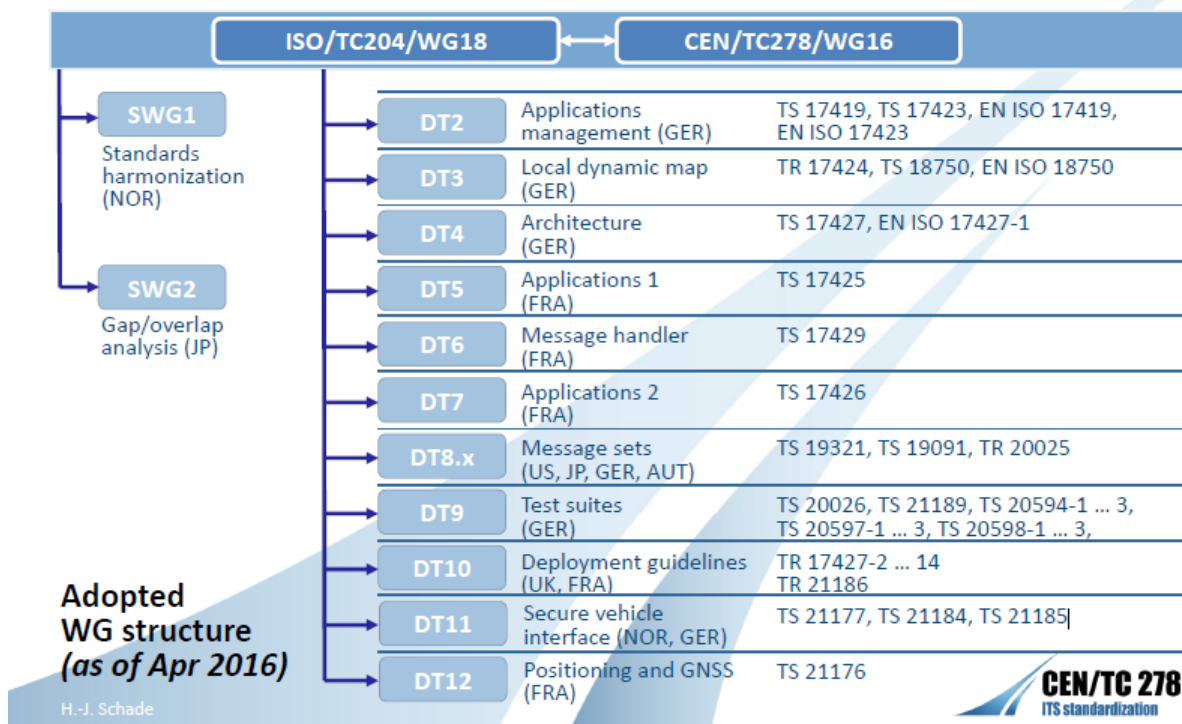 ISO/TC204/WG18
CEN/TC278/WG16
SWG1
Standards
harmonization
(NOR)
SWG2
Gap/overlap
analysis (JP)
DT2
Applications
management (GER)
TS 17419, TS 17423, EN ISO 17419,
EN ISO 17423
DT3
Local dynamic map
(GER)
TR 17424, TS 18750, EN ISO 18750
DT4
Architecture
(GER)
TS 17427, EN ISO 17427-1
DT5
Applications 1
(FRA)
TS 17425
DT6
Message handler
(FRA)
TS 17429
DT7
Applications 2
(FRA)
TS 17426
DT8.x
Message sets
(US, JP, GER, AUT)
TS 19321, TS 19091, TR 20025
DT9
Test suites
(GER)
TS 20026, TS 21189, TS 20594-1 ... 3,
TS 20597-1 ... 3, TS 20598-1 ... 3,
DT10
Deployment guidelines
(UK, FRA)
TR 17427-2 ... 14
TR 21186
DT11
Secure vehicle
interface (NOR, GER)
TS 21177, TS 21184, TS 21185
DT12
Positioning and GNSS
(FRA)
TS 21176
Adopted
WG structure
(as of Apr 2016)
H.-J. Schade
CEN/TC 278
ITS standardization